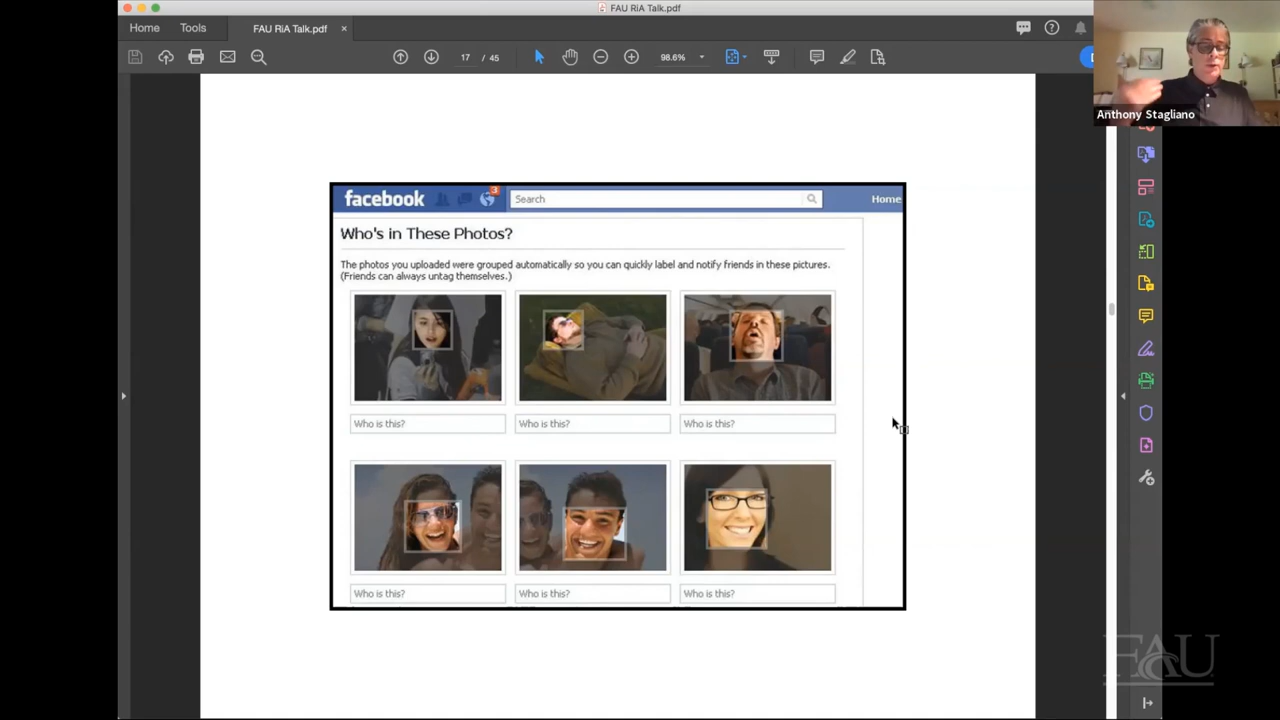 FAU RiA Talk.pdf
Home
Tools
FAU RiA Talk.pdf
17 / 45
98.6%
Anthony Stagliano
facebook
3
Search
Home
Who's in These Photos?
The photos you uploaded were grouped automatically so you can quickly label and notify friends in these pictures.
(Friends can always untag themselves.)
Who is this?
Who is this?
Who is this?
Who is this?
Who is this?
Who is this?
FAU